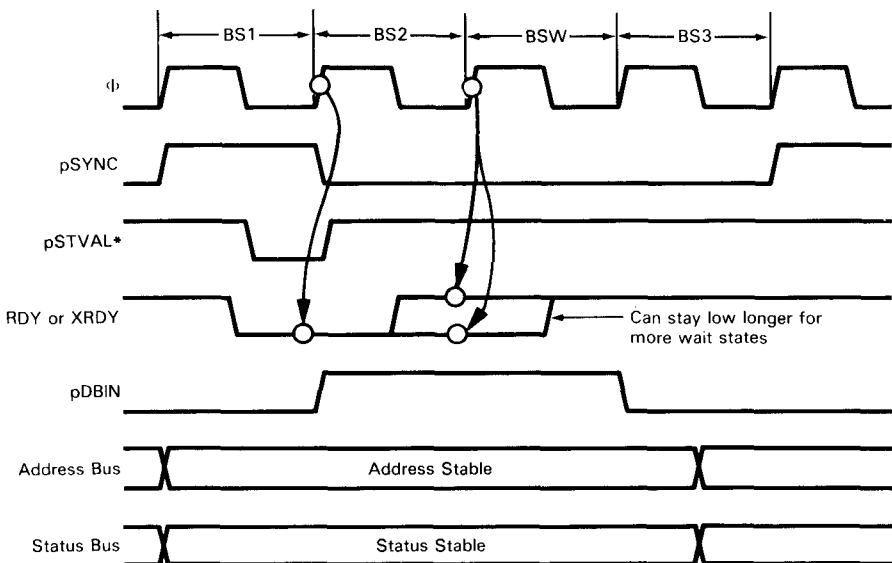 BS1 BS2 BSW BS3
ϕ
pSYNC
pSTVAL*
RDY or XRDY
Can stay low longer for
more wait states
pDBIN
Address Bus
Address Stable
Status Bus
Status Stable